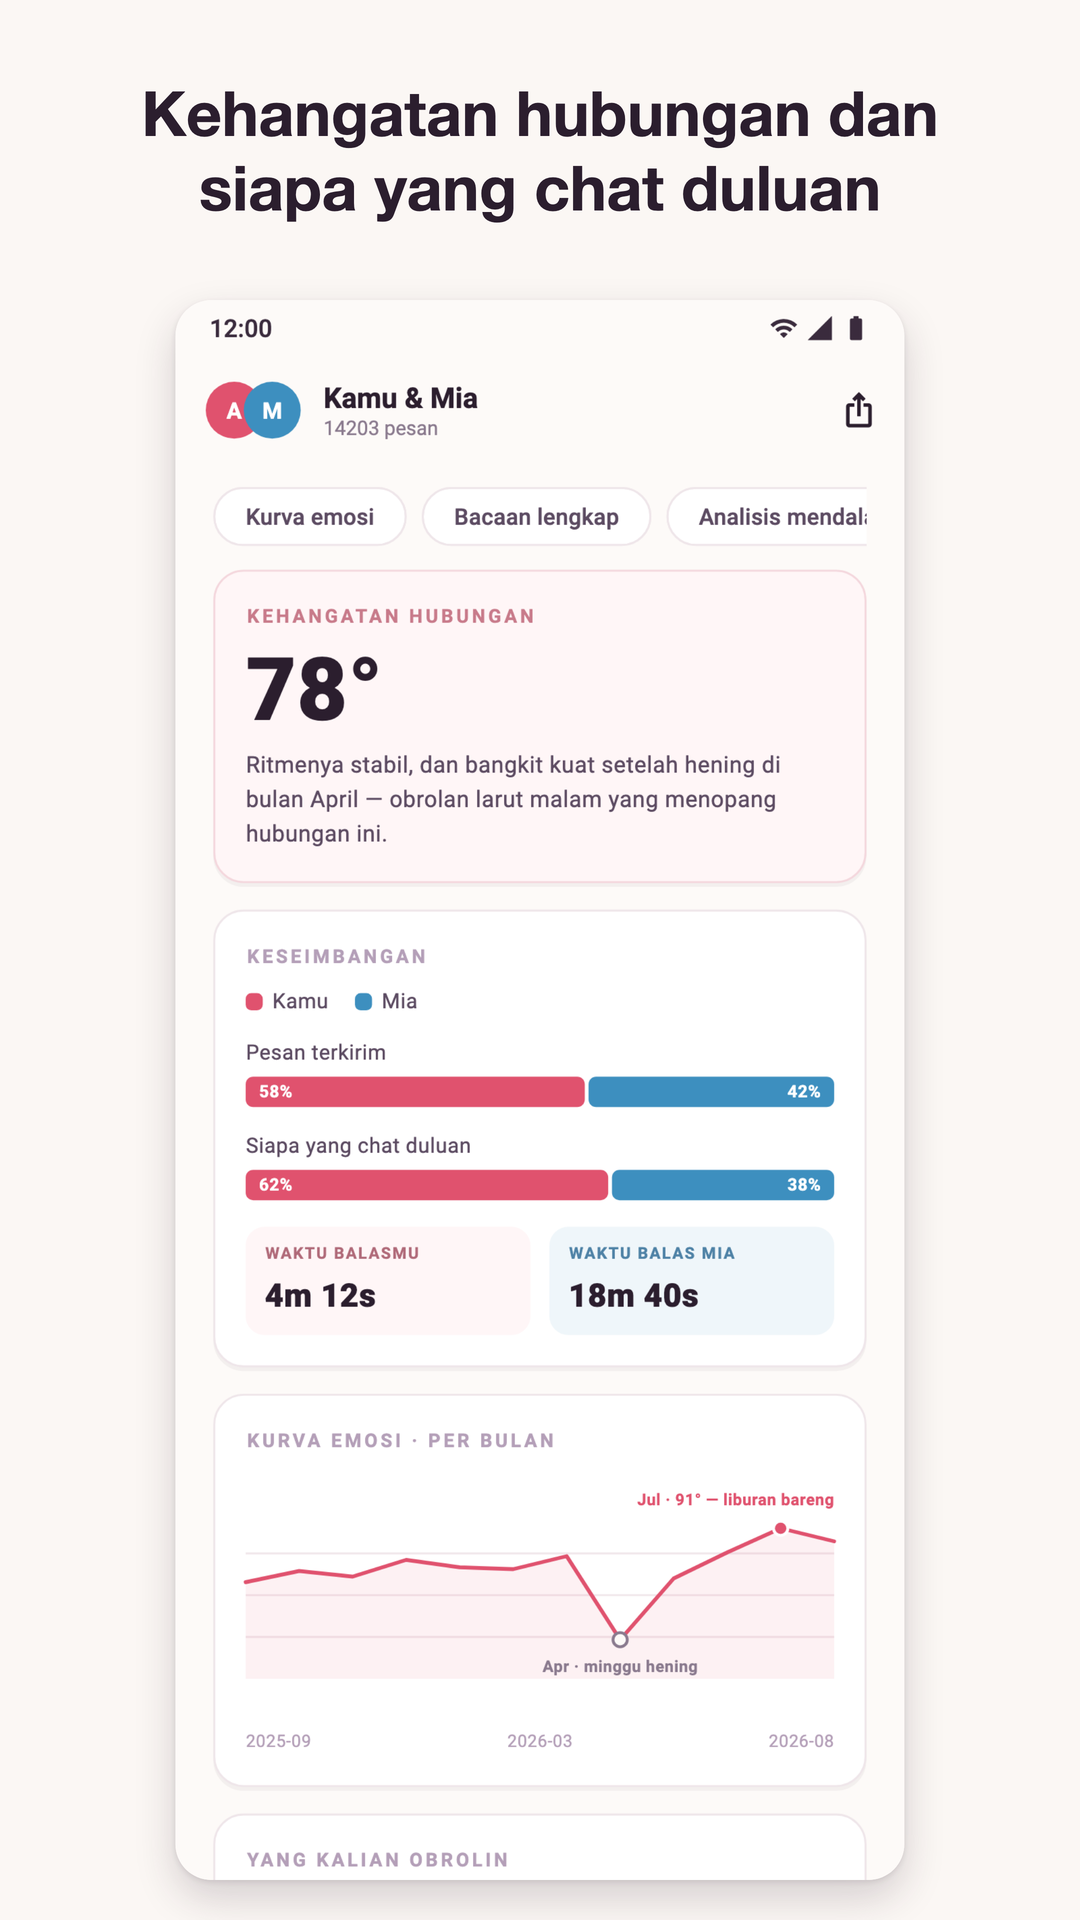 Kehangatan hubungan dan
siapa yang chat duluan
12:00
A M
Kamu & Mia
14203 pesan
Kurva emosi
Bacaan lengkap
Analisis mendala
KEHANGATAN HUBUNGAN
78°
Ritmenya stabil, dan bangkit kuat setelah hening di
bulan April — obrolan larut malam yang menopang
hubungan ini.
KESEIMBANGAN
Kamu Mia
Pesan terkirim
58% 42%
Siapa yang chat duluan
62% 38%
WAKTU BALASMU
4m 12s
WAKTU BALAS MIA
18m 40s
KURVA EMOSI · PER BULAN
Jul · 91° — liburan bareng
Apr · minggu hening
2025-09 2026-03 2026-08
YANG KALIAN OBROLIN